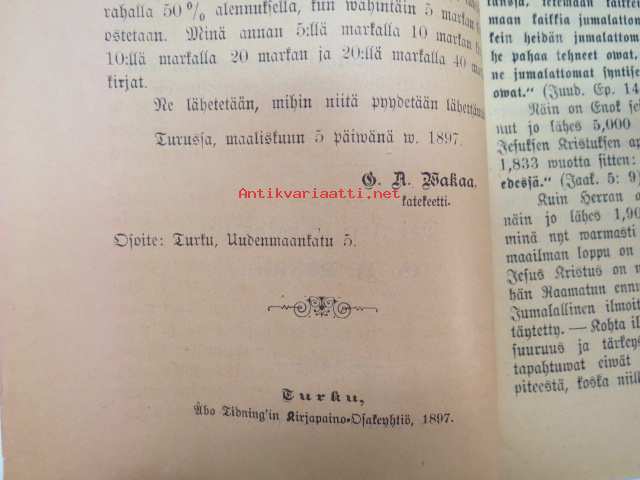 rahalla 50 % alennuksella, kun wähintäin 5 markan
ostetaan. Minä annan 5:llä markalla 10 markan
10:llä markalla 20 markan ja 20:llä markalla 40
kirjat.
Ne lähetetään, mihin niitä pyydetään
Turussa, maaliskuun 5 päiwänä w. 1897.
G. A. Wakaa,
katekeetti.
Antikvariaatti.net
Osoite: Turku, Uudenmaankatu 5.
Turku,
Åbo Tidning'in Kirjapaino-Osakeyhtiö, 1897.
maan kaikkia jumalattom
kein heidän jumalattom
he pahaa tehneet owat,
ne jumalattomat syntise
owat.“ (Juud. Ep. 14
Näin on Enok se
nut jo lähes 5,000
Jesuksen Kristuksen ap
1,833 wuotta sitten:
edessä.“ (Jaak. 5: 9)
Kuin Herran o
näin jo lähes 1,90
minä nyt warmasti
maailman loppu on
Jesus Kristus on n
hän Raamatun ennu
Jumalallinen ilmoit
täytetty. — Kohta il
suuruus ja tärkeys
tapahtuwat eiwät
piteestä, koska niill